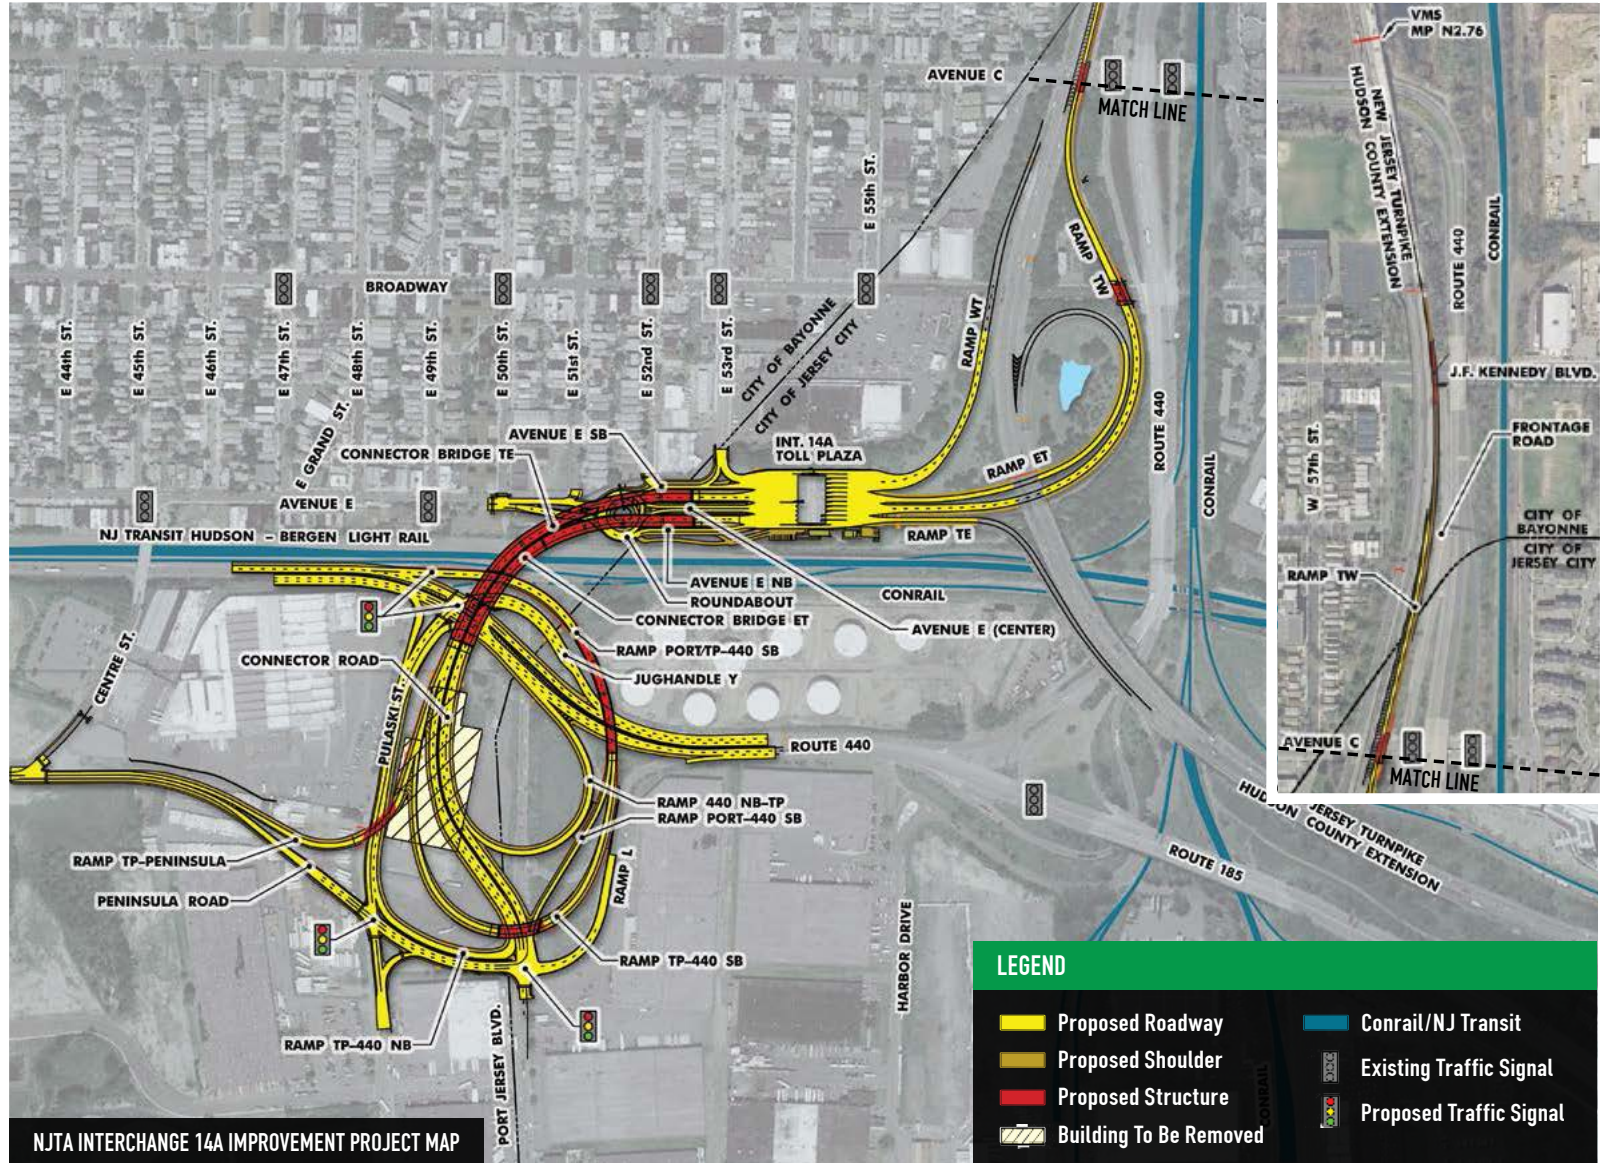 AVENUE C
MATCH LINE
VMS
MP N2.76
NEW JERSEY TURNPIKE
HUDSON COUNTY EXTENSION
CONRAIL
ROUTE 440
J.F. KENNEDY BLVD.
FRONTAGE
ROAD
W 57th ST.
CITY OF
BAYONNE
CITY OF
JERSEY CITY
RAMP TW
AVENUE C
MATCH LINE
E 55th ST.
RAMP TW
BROADWAY
RAMP WT
CITY OF BAYONNE
CITY OF JERSEY CITY
E 44th ST.
E 45th ST.
E 46th ST.
E 47th ST.
E 48th ST.
E 49th ST.
E 50th ST.
E 51st ST.
E 52nd ST.
E 53rd ST.
E GRAND ST.
ROUTE 440
CONRAIL
AVENUE E SB
CONNECTOR BRIDGE TE
INT. 14A
TOLL PLAZA
RAMP ET
AVENUE E
NJ TRANSIT HUDSON - BERGEN LIGHT RAIL
RAMP TE
AVENUE E NB
ROUNDABOUT
CONNECTOR BRIDGE ET
CONRAIL
AVENUE E (CENTER)
RAMP PORT/TP-440 SB
JUGHANDLE Y
CENTRE ST.
CONNECTOR ROAD
PULASKI ST.
ROUTE 440
RAMP 440 NB-TP
RAMP PORT-440 SB
JERSEY TURNPIKE
HUDSON COUNTY EXTENSION
ROUTE 185
RAMP TP-PENINSULA
PENINSULA ROAD
RAMP L
RAMP TP-440 SB
HARBOR DRIVE
RAMP TP-440 NB
PORT JERSEY BLVD.
LEGEND
Proposed Roadway
Proposed Shoulder
Proposed Structure
Building To Be Removed
Conrail/NJ Transit
Existing Traffic Signal
Proposed Traffic Signal
CONRAIL
NJTA INTERCHANGE 14A IMPROVEMENT PROJECT MAP